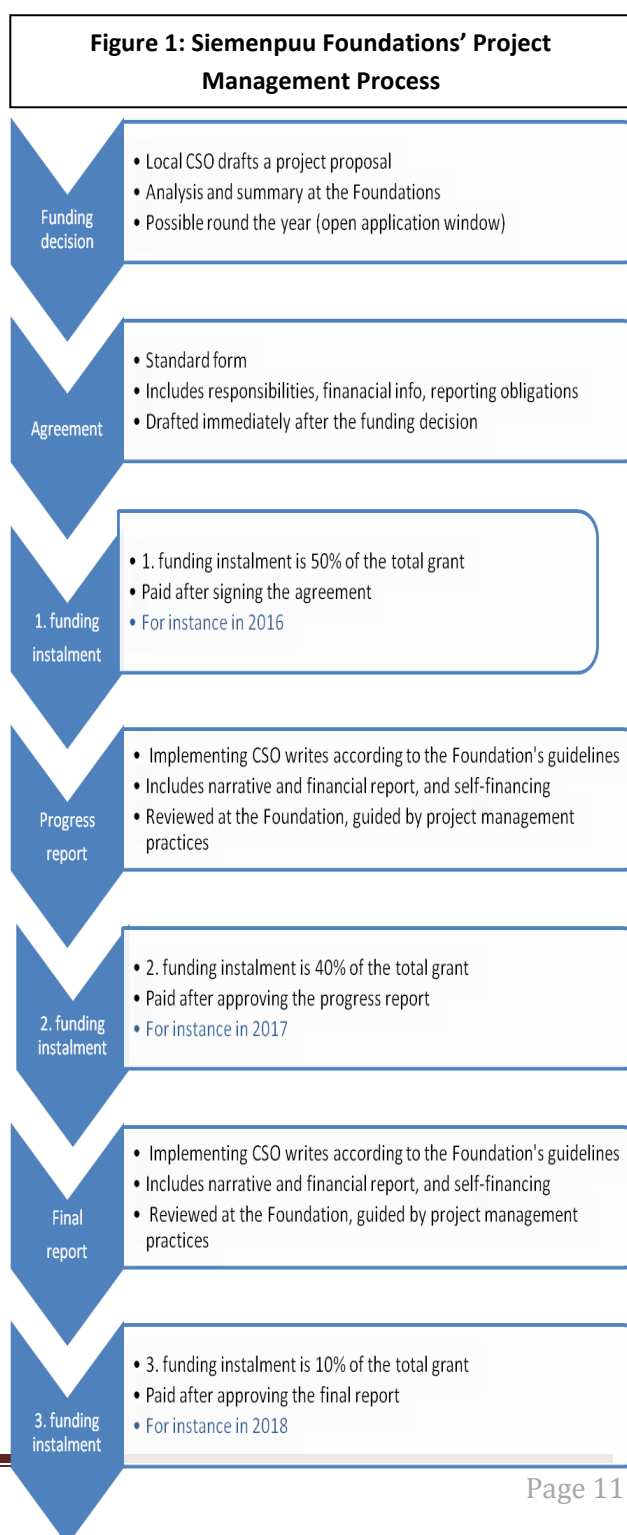 Figure 1: Siemenpuu Foundations’ Project
Management Process
Funding
decision
• Local CSO drafts a project proposal
• Analysis and summary at the Foundations
• Possible round the year (open application window)
Agreement
• Standard form
• Includes responsibilities, finanacial info, reporting obligations
• Drafted immediately after the funding decision
1. funding
instalment
• 1. funding instalment is 50% of the total grant
• Paid after signing the agreement
• For instance in 2016
Progress
report
• Implementing CSO writes according to the Foundation's guidelines
• Includes narrative and financial report, and self-financing
• Reviewed at the Foundation, guided by project management
practices
2. funding
instalment
• 2. funding instalment is 40% of the total grant
• Paid after approving the progress report
• For instance in 2017
Final
report
• Implementing CSO writes according to the Foundation's guidelines
• Includes narrative and financial report, and self-financing
• Reviewed at the Foundation, guided by project management
practices
3. funding
instalment
• 3. funding instalment is 10% of the total grant
• Paid after approving the final report
• For instance in 2018
Page 11